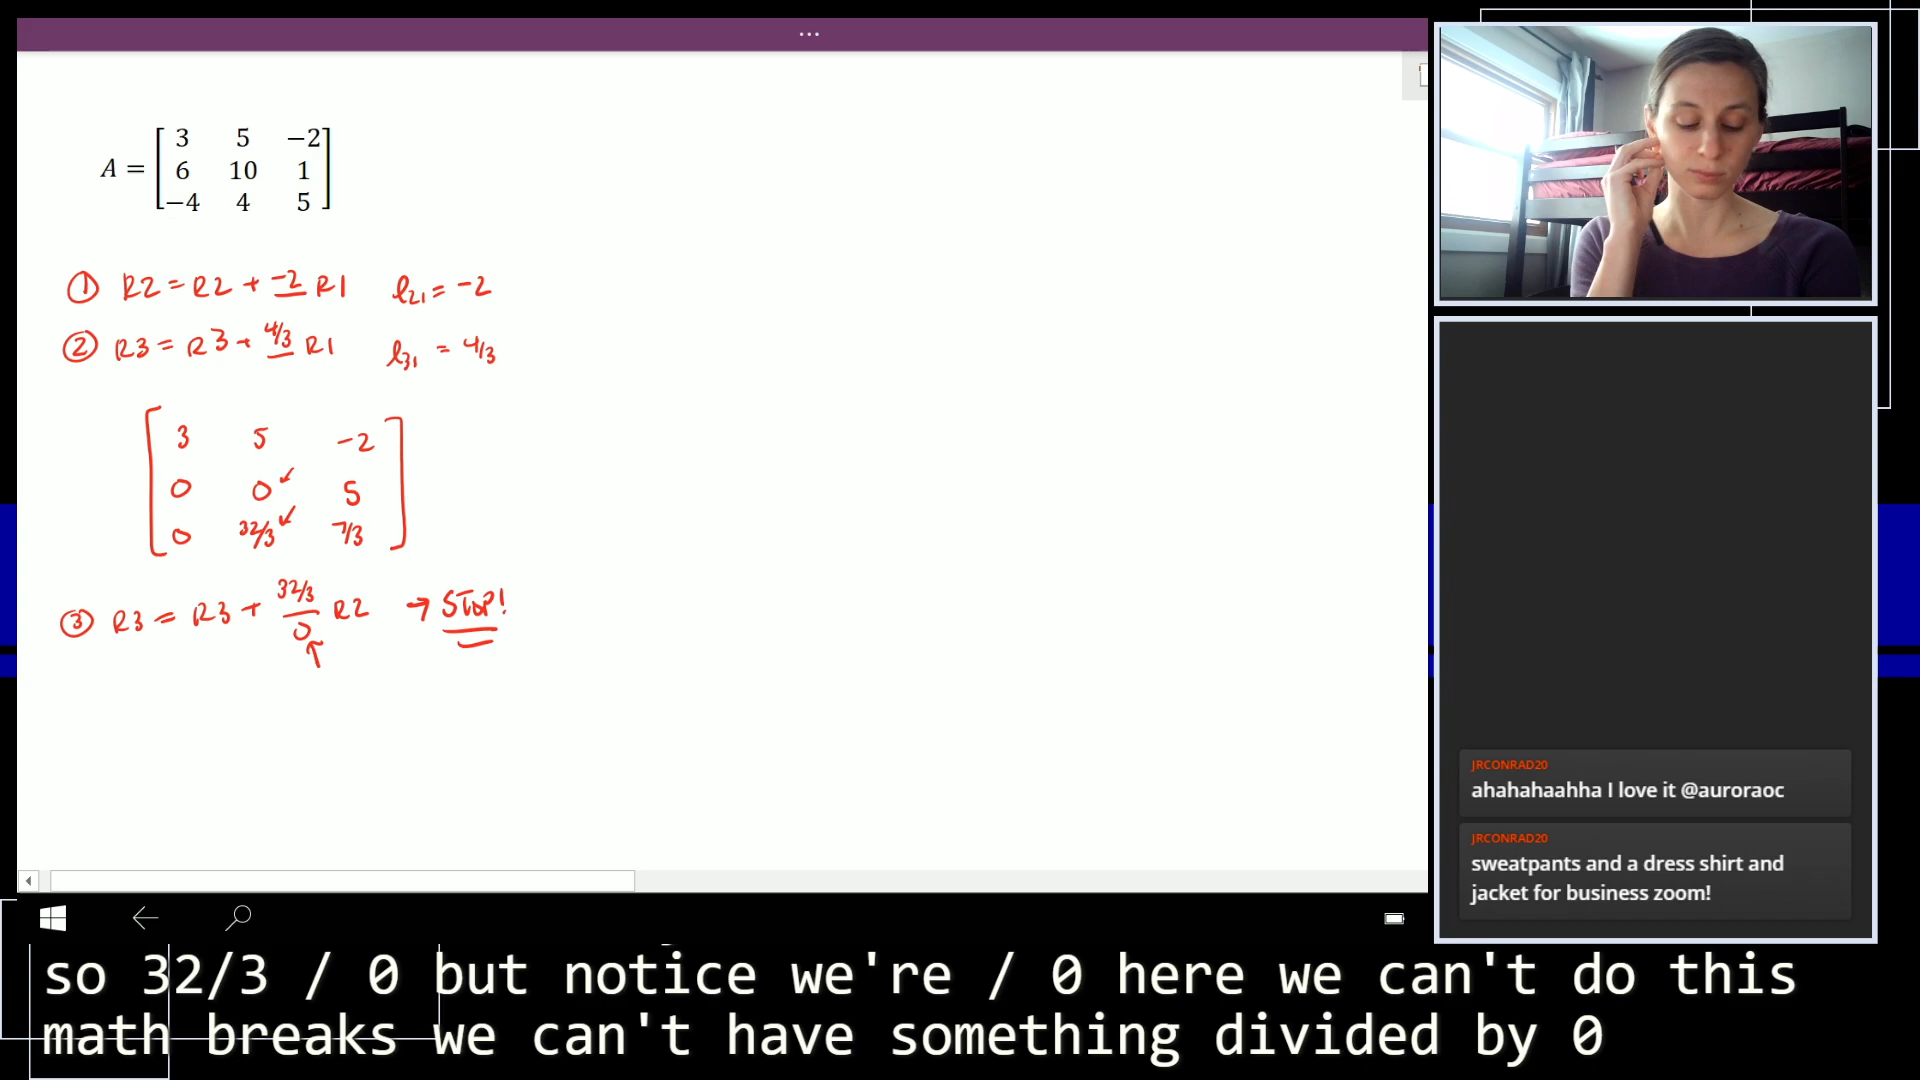 ...
A = [ 3 5 −2 ]
[ 6 10 1 ]
[ −4 4 5 ]
① R2 = R2 + -2 R1 l21 = -2
② R3 = R3 + 4/3 R1 l31 = 4/3
[ 3 5 -2 ]
[ 0 0 5 ]
[ 0 32/3 7/3 ]
③ R3 = R3 + (32/3)/0 R2 → STOP!
JRCONRAD20
ahahahaahha I love it @auroraoc
JRCONRAD20
sweatpants and a dress shirt and
jacket for business zoom!
so 32/3 / 0 but notice we're / 0 here we can't do this
math breaks we can't have something divided by 0